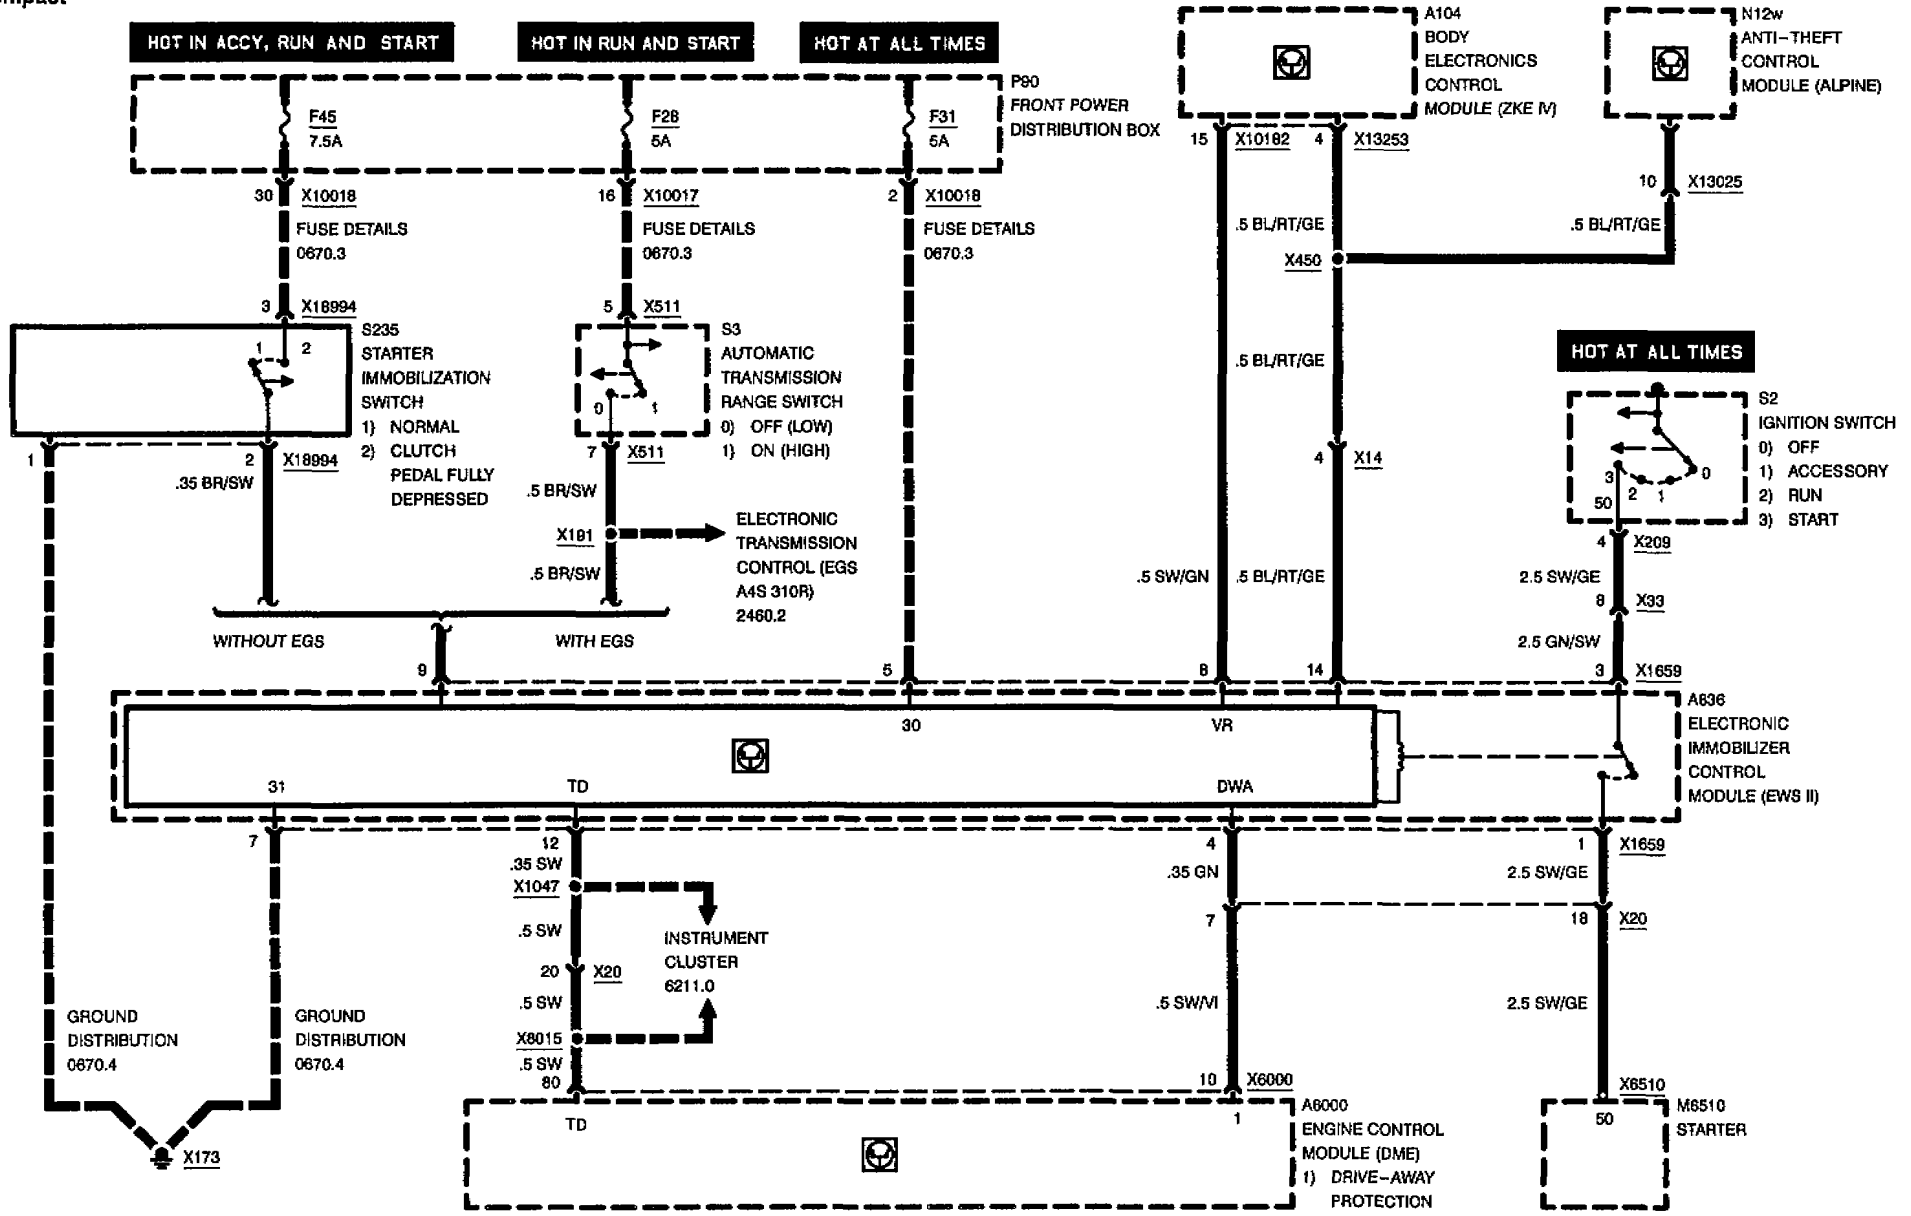 HOT IN ACCY, RUN AND START
HOT IN RUN AND START
HOT AT ALL TIMES
F45
7.5A
F28
5A
F31
5A
P90
FRONT POWER
DISTRIBUTION BOX
30 X10018
16 X10017
2 X10018
FUSE DETAILS
0670.3
FUSE DETAILS
0670.3
FUSE DETAILS
0670.3
A104
BODY
ELECTRONICS
CONTROL
MODULE (ZKE IV)
N12w
ANTI-THEFT
CONTROL
MODULE (ALPINE)
15 X10182
4 X13253
10 X13025
.5 BL/RT/GE
.5 BL/RT/GE
X450
.5 BL/RT/GE
4 X14
.5 SW/GN
.5 BL/RT/GE
3 X18994
1 2
S235
STARTER
IMMOBILIZATION
SWITCH
1) NORMAL
2) CLUTCH
PEDAL FULLY
DEPRESSED
1
2 X18994
.35 BR/SW
5 X511
0 1
S3
AUTOMATIC
TRANSMISSION
RANGE SWITCH
0) OFF (LOW)
1) ON (HIGH)
7 X511
.5 BR/SW
X181
.5 BR/SW
ELECTRONIC
TRANSMISSION
CONTROL (EGS
A4S 310R)
2460.2
WITHOUT EGS
WITH EGS
HOT AT ALL TIMES
S2
IGNITION SWITCH
0) OFF
1) ACCESSORY
2) RUN
3) START
3 2 1 0
50
4 X209
2.5 SW/GE
8 X33
2.5 GN/SW
9
5
8
14
3 X1659
30
VR
31
TD
DWA
A836
ELECTRONIC
IMMOBILIZER
CONTROL
MODULE (EWS II)
7
12
4
1 X1659
.35 SW
X1047
.5 SW
20 X20
.5 SW
X8015
.5 SW
80
INSTRUMENT
CLUSTER
6211.0
.35 GN
7
.5 SW/VI
10 X6000
2.5 SW/GE
18 X20
2.5 SW/GE
X6510
GROUND
DISTRIBUTION
0670.4
GROUND
DISTRIBUTION
0670.4
X173
TD
1
A6000
ENGINE CONTROL
MODULE (DME)
1) DRIVE-AWAY
PROTECTION
50
M6510
STARTER